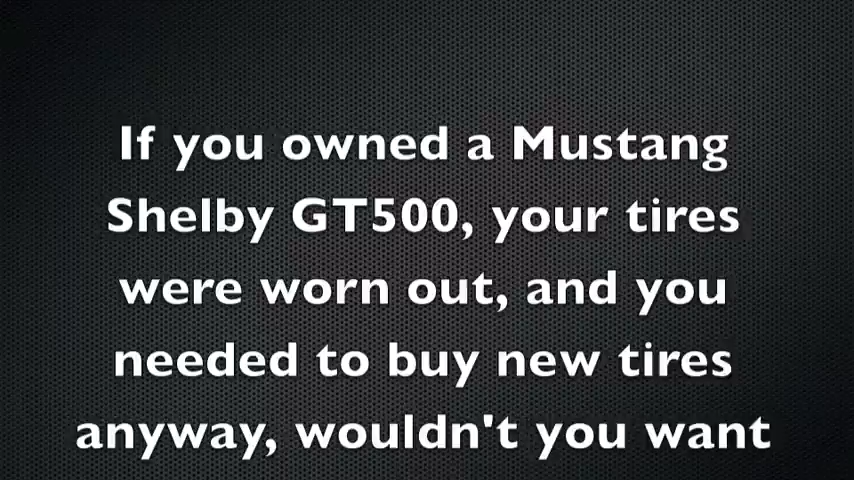 If you owned a Mustang
Shelby GT500, your tires
were worn out, and you
needed to buy new tires
anyway, wouldn't you want